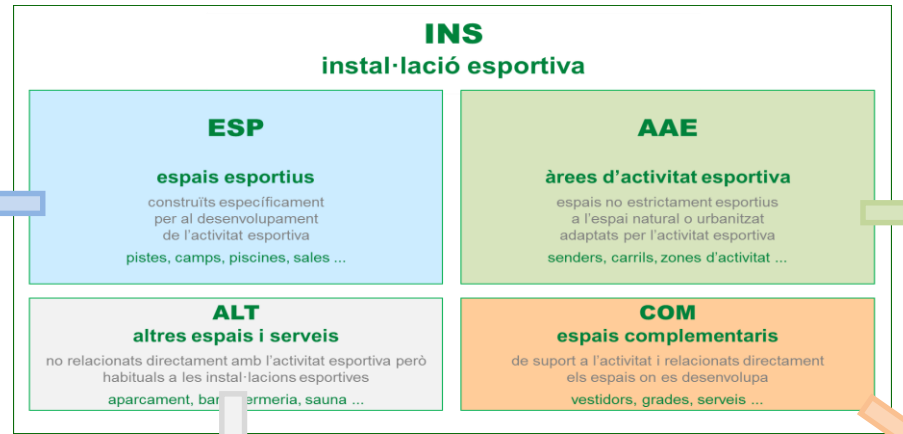 INS
instal·lació esportiva
ESP
espais esportius
construïts específicament
per al desenvolupament
de l'activitat esportiva
pistes, camps, piscines, sales ...
AAE
àrees d'activitat esportiva
espais no estrictament esportius
a l'espai natural o urbanitzat
adaptats per l'activitat esportiva
senders, carrils, zones d'activitat ...
ALT
altres espais i serveis
no relacionats directament amb l'activitat esportiva però
habituals a les instal·lacions esportives
aparcament, sauna ...
COM
espais complementaris
de suport a l'activitat i relacionats directament
els espais on es desenvolupa
vestidors, grades, serveis ...